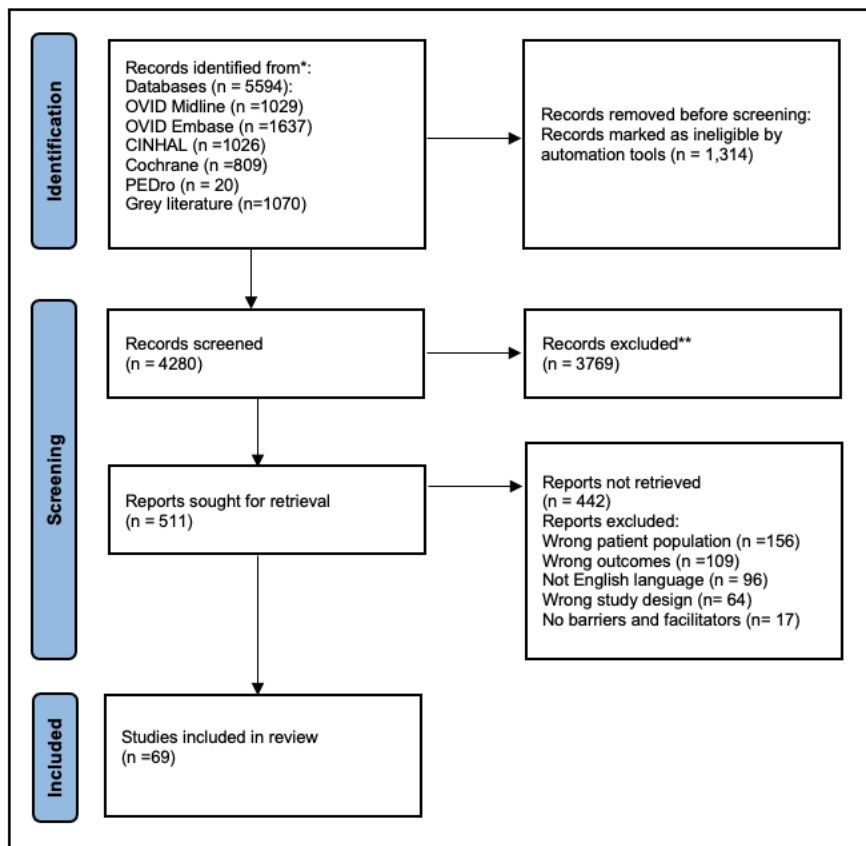 Identification
Records identified from*:
Databases (n = 5594):
OVID Midline (n =1029)
OVID Embase (n =1637)
CINHAL (n =1026)
Cochrane (n =809)
PEDro (n = 20)
Grey literature (n=1070)
Records removed before screening:
Records marked as ineligible by
automation tools (n = 1,314)
Screening
Records screened
(n = 4280)
Records excluded**
(n = 3769)
Reports sought for retrieval
(n = 511)
Reports not retrieved
(n = 442)
Reports excluded:
Wrong patient population (n =156)
Wrong outcomes (n =109)
Not English language (n = 96)
Wrong study design (n= 64)
No barriers and facilitators (n= 17)
Included
Studies included in review
(n =69)